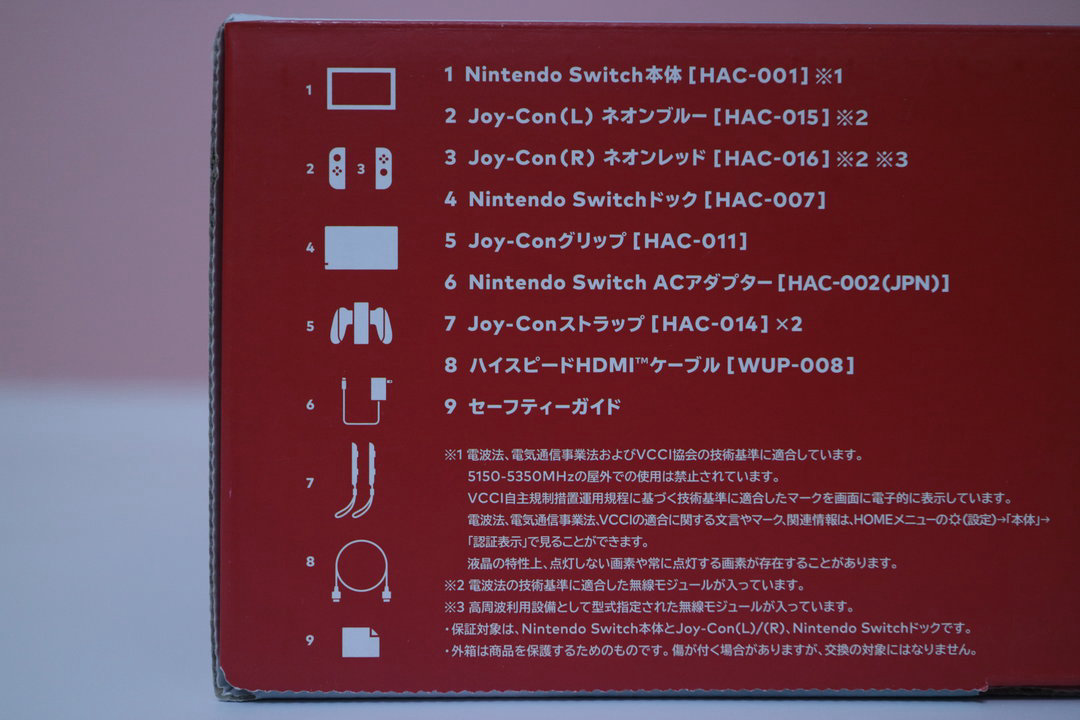 1 Nintendo Switch本体 [HAC-001] ※1
2 Joy-Con(L) ネオンブルー [HAC-015] ※2
3 Joy-Con(R) ネオンレッド [HAC-016] ※2 ※3
4 Nintendo Switchドック [HAC-007]
5 Joy-Conグリップ [HAC-011]
6 Nintendo Switch ACアダプター [HAC-002(JPN)]
7 Joy-Conストラップ [HAC-014] ×2
8 ハイスピードHDMI™ケーブル [WUP-008]
9 セーフティーガイド
※1 電波法、電気通信事業法およびVCCI協会の技術基準に適合しています。
5150-5350MHzの屋外での使用は禁止されています。
VCCI自主規制措置運用規程に基づく技術基準に適合したマークを画面に電子的に表示しています。
電波法、電気通信事業法、VCCIの適合に関する文言やマーク、関連情報は、HOMEメニューの(設定)→「本体」→
「認証表示」で見ることができます。
液晶の特性上、点灯しない画素や常に点灯する画素が存在することがあります。
※2 電波法の技術基準に適合した無線モジュールが入っています。
※3 高周波利用設備として型式指定された無線モジュールが入っています。
・保証対象は、Nintendo Switch本体とJoy-Con(L)/(R)、Nintendo Switchドックです。
・外箱は商品を保護するためのものです。傷が付く場合がありますが、交換の対象にはなりません。
1
2
3
4
5
6
7
8
9